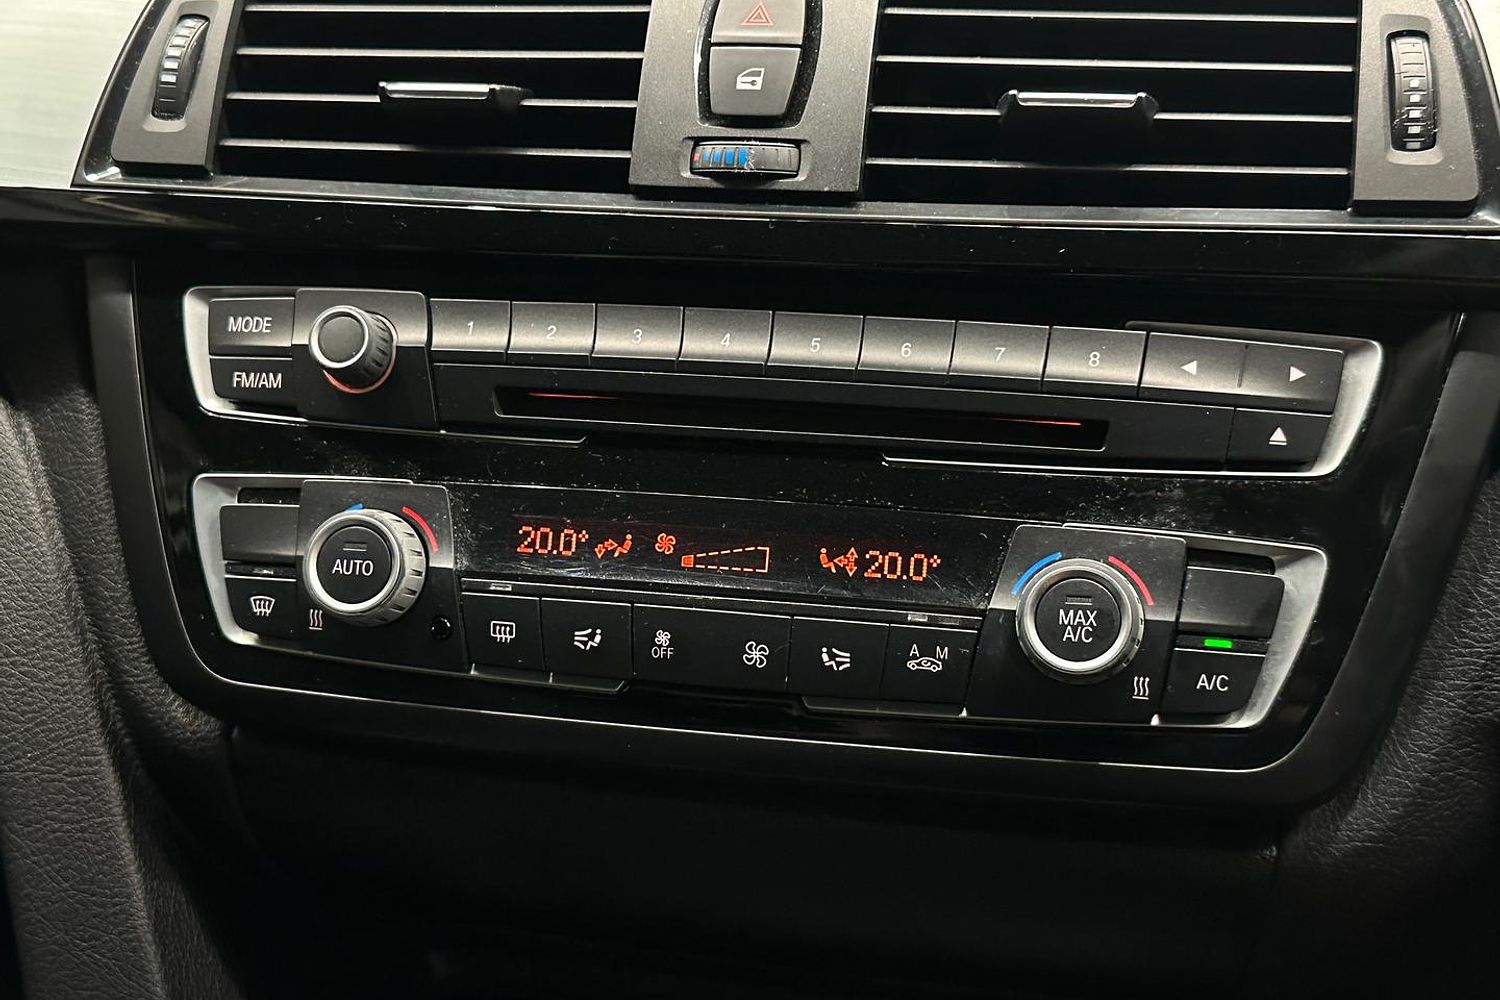 MODE
FM/AM
1 2 3 4 5 6 7 8
20.0° 20.0°
AUTO
MAX
A/C
OFF
A M
A/C